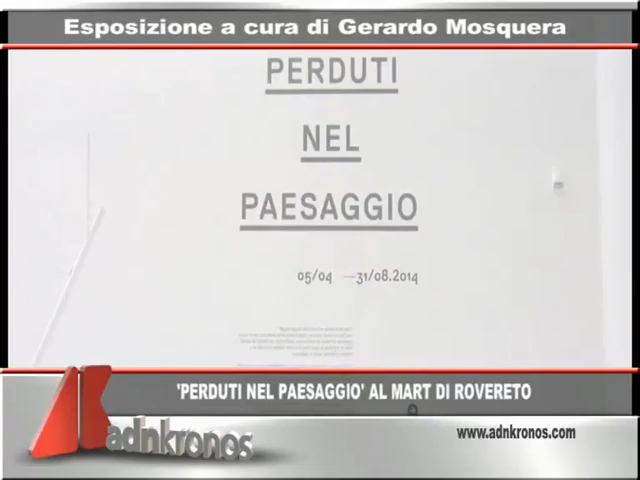 Esposizione a cura di Gerardo Mosquera
PERDUTI
NEL
PAESAGGIO
05/04 —31/08.2014
'PERDUTI NEL PAESAGGIO' AL MART DI ROVERETO
adnkronos
www.adnkronos.com